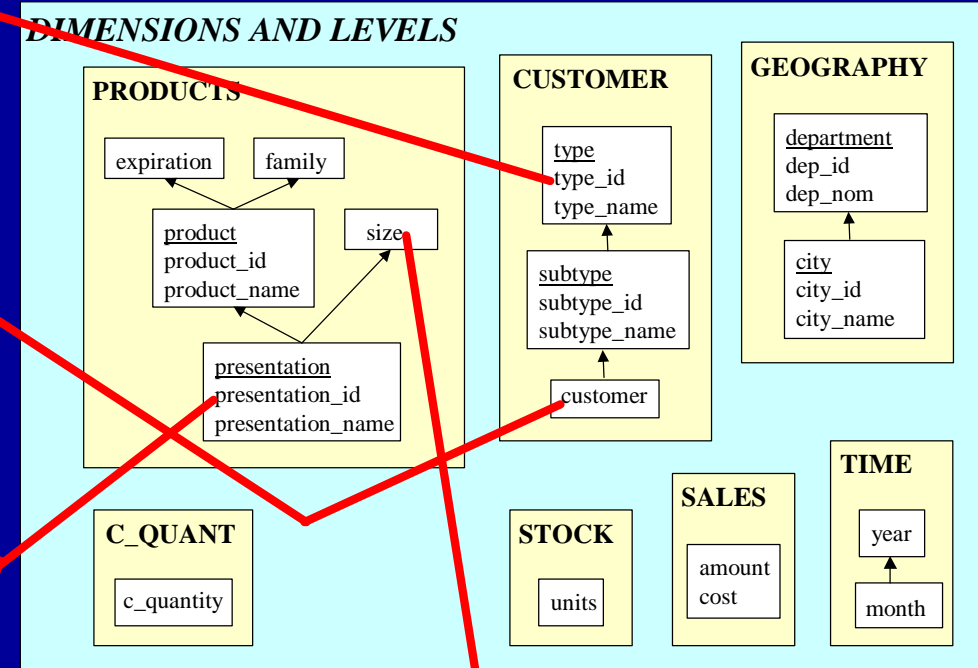 DIMENSIONS AND LEVELS
PRODUCTS
expiration
family
product
product_id
product_name
size
presentation
presentation_id
presentation_name
CUSTOMER
type
type_id
type_name
subtype
subtype_id
subtype_name
customer
GEOGRAPHY
department
dep_id
dep_nom
city
city_id
city_name
C_QUANT
c_quantity
STOCK
units
SALES
amount
cost
TIME
year
month